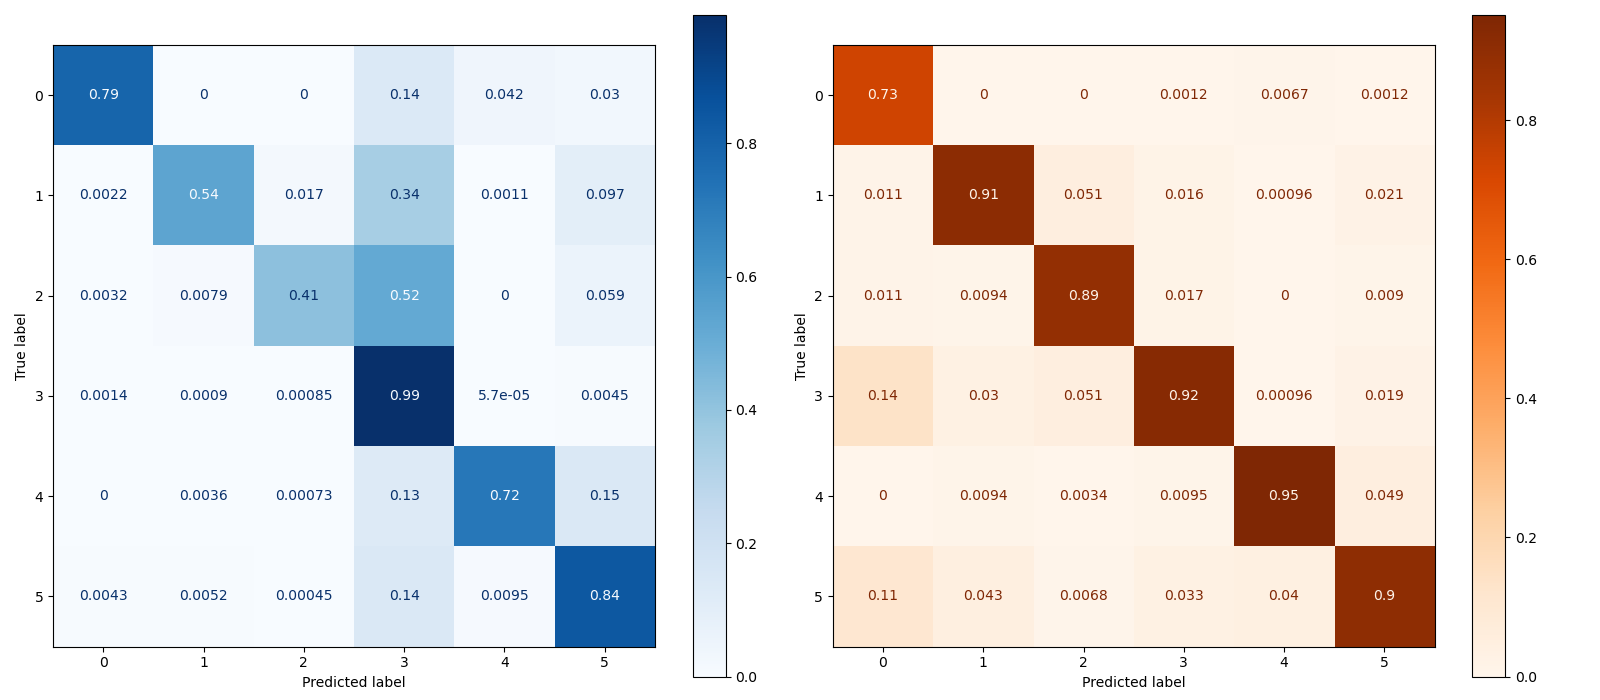 0 0.79 0 0 0.14 0.042 0.03
1 0.0022 0.54 0.017 0.34 0.0011 0.097
2 0.0032 0.0079 0.41 0.52 0 0.059
3 0.0014 0.0009 0.00085 0.99 5.7e-05 0.0045
4 0 0.0036 0.00073 0.13 0.72 0.15
5 0.0043 0.0052 0.00045 0.14 0.0095 0.84
0 1 2 3 4 5
Predicted label
True label
0.8
0.6
0.4
0.2
0.0
0 0.73 0 0 0.0012 0.0067 0.0012
1 0.011 0.91 0.051 0.016 0.00096 0.021
2 0.011 0.0094 0.89 0.017 0 0.009
3 0.14 0.03 0.051 0.92 0.00096 0.019
4 0 0.0094 0.0034 0.0095 0.95 0.049
5 0.11 0.043 0.0068 0.033 0.04 0.9
0 1 2 3 4 5
Predicted label
True label
0.8
0.6
0.4
0.2
0.0